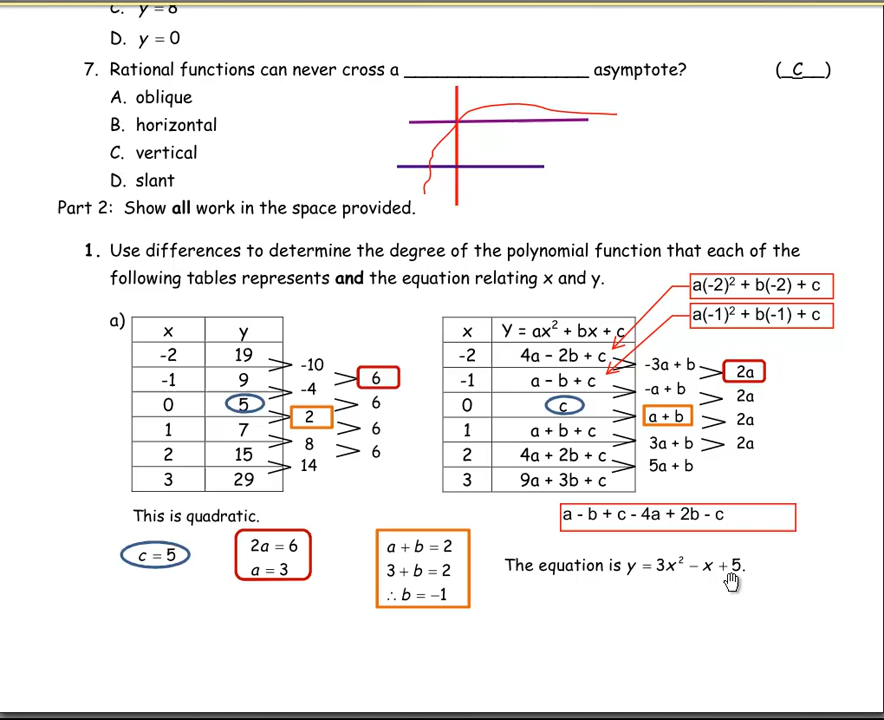 C. y = 8
D. y = 0
7. Rational functions can never cross a ____________________ asymptote? (_C__)
A. oblique
B. horizontal
C. vertical
D. slant
Part 2: Show all work in the space provided.
1. Use differences to determine the degree of the polynomial function that each of the
following tables represents and the equation relating x and y.
a(-2)² + b(-2) + c
a(-1)² + b(-1) + c
a)
x y
-2 19
-1 9
0 5
1 7
2 15
3 29
-10
-4
2
8
14
6
6
6
6
x Y = ax² + bx + c
-2 4a - 2b + c
-1 a - b + c
0 c
1 a + b + c
2 4a + 2b + c
3 9a + 3b + c
-3a + b
-a + b
a + b
3a + b
5a + b
2a
2a
2a
2a
This is quadratic.
a - b + c - 4a + 2b - c
c = 5
2a = 6
a = 3
a + b = 2
3 + b = 2
∴ b = -1
The equation is y = 3x² - x + 5.